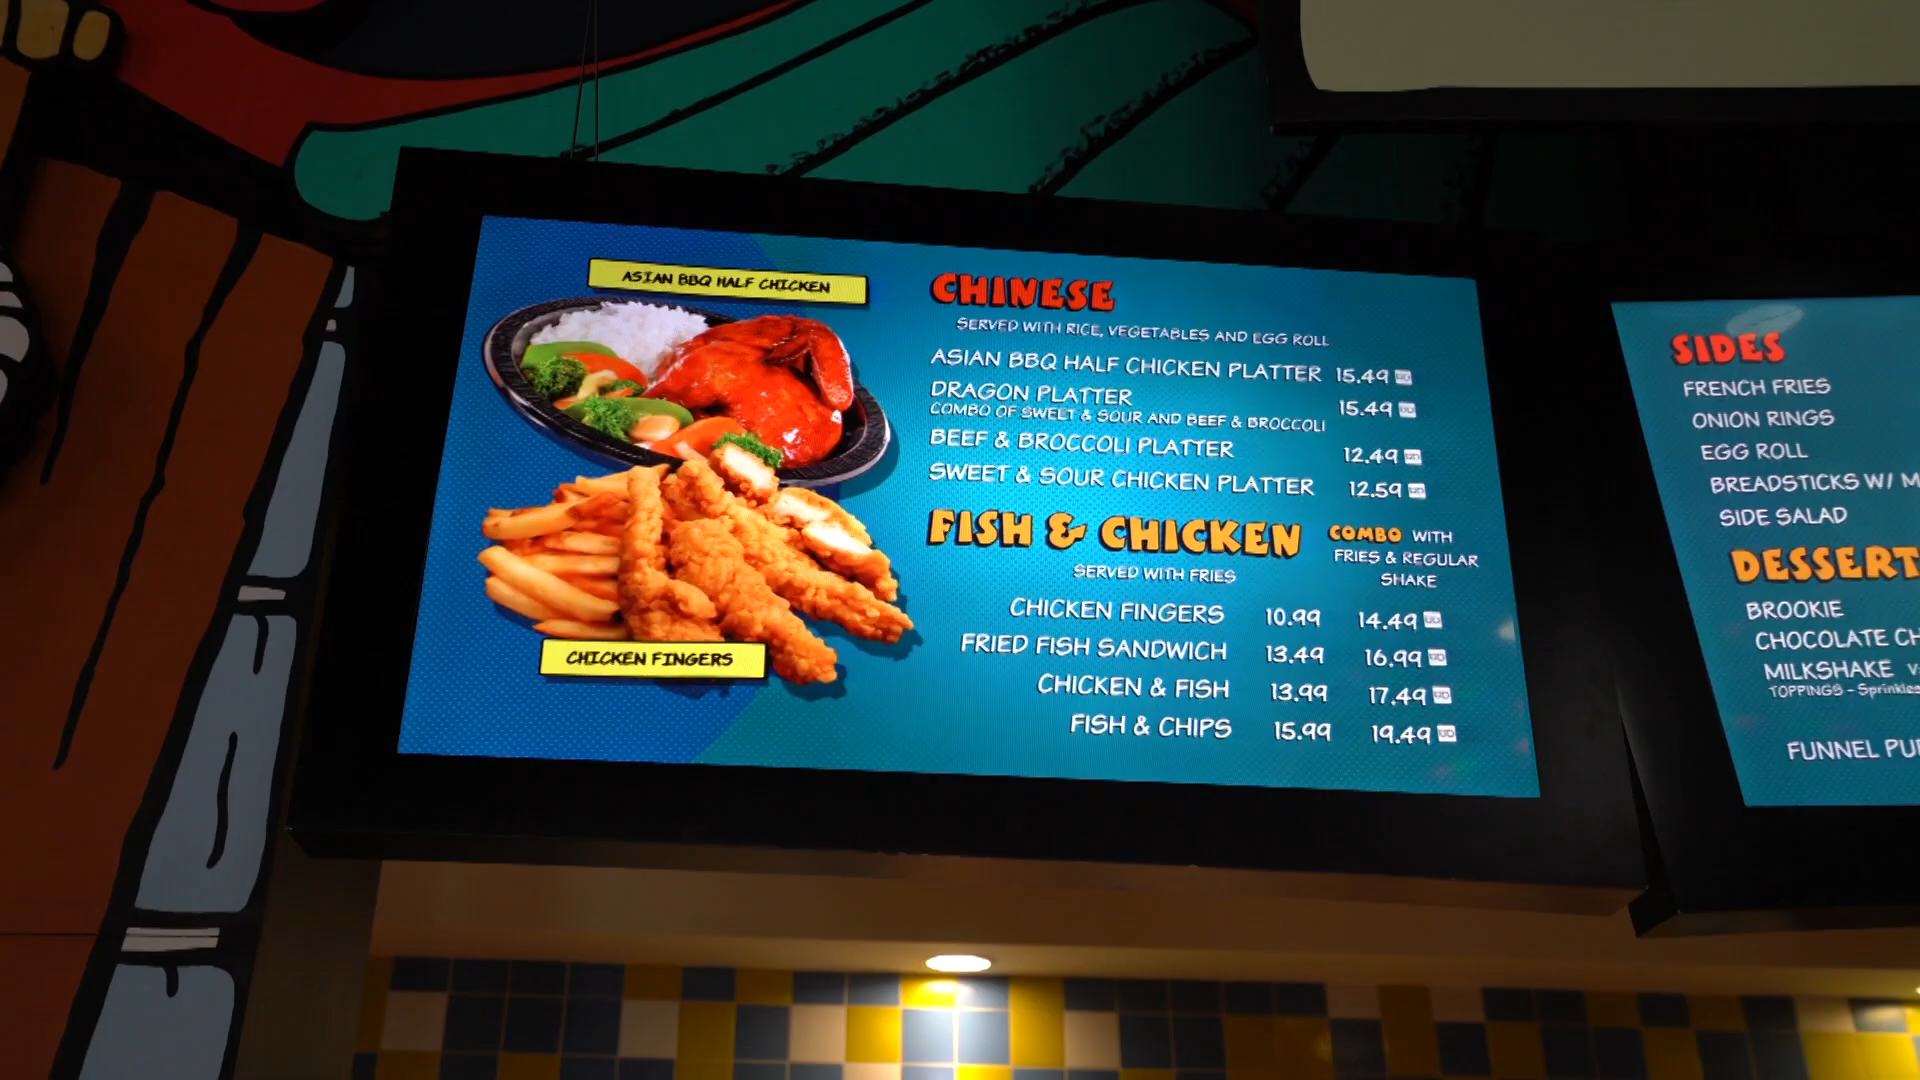 ASIAN BBQ HALF CHICKEN
CHICKEN FINGERS
CHINESE
SERVED WITH RICE, VEGETABLES AND EGG ROLL
ASIAN BBQ HALF CHICKEN PLATTER 15.49
DRAGON PLATTER 15.49
COMBO OF SWEET & SOUR AND BEEF & BROCCOLI
BEEF & BROCCOLI PLATTER 12.49
SWEET & SOUR CHICKEN PLATTER 12.59
FISH & CHICKEN
SERVED WITH FRIES
COMBO WITH
FRIES & REGULAR
SHAKE
CHICKEN FINGERS 10.99 14.49
FRIED FISH SANDWICH 13.49 16.99
CHICKEN & FISH 13.99 17.49
FISH & CHIPS 15.99 19.49
SIDES
FRENCH FRIES
ONION RINGS
EGG ROLL
BREADSTICKS W/
SIDE SALAD
DESSERT
BROOKIE
CHOCOLATE
MILKSHAKE
TOPPINGS - Sprinkles
FUNNEL